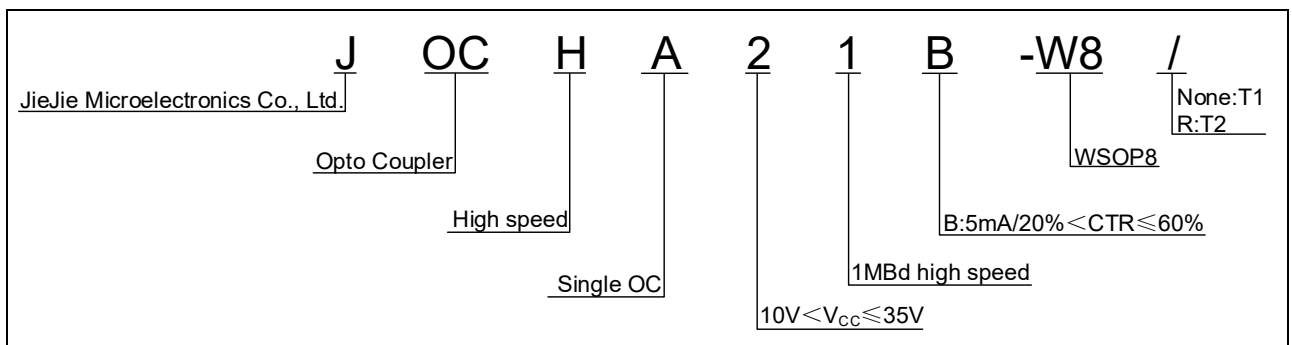 J OC H A 2 1 B -W8 /
JieJie Microelectronics Co., Ltd.
None:T1
R:T2
Opto Coupler
WSOP8
High speed
B:5mA/20%<CTR≤60%
Single OC
1MBd high speed
10V<VCC≤35V